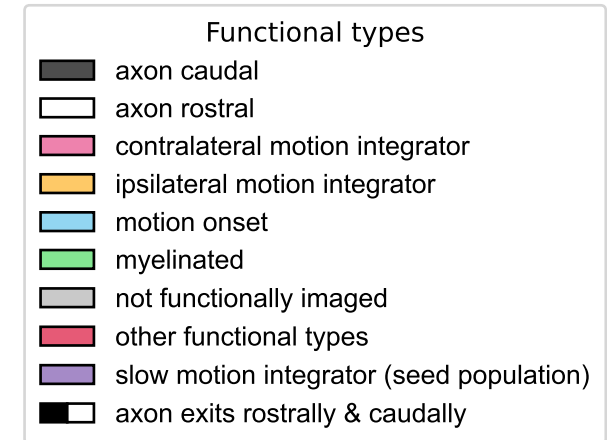 Functional types
axon caudal
axon rostral
contralateral motion integrator
ipsilateral motion integrator
motion onset
myelinated
not functionally imaged
other functional types
slow motion integrator (seed population)
axon exits rostrally & caudally